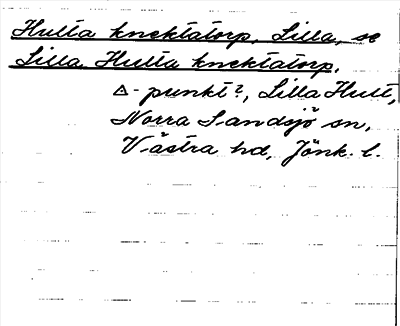 Hulta knektatorp, Lilla, se
Lilla Hulta knektatorp.
Δ-punkt?, Lilla Hult,
Norra Sandsjö sn,
Västra hd, Jönk. l.